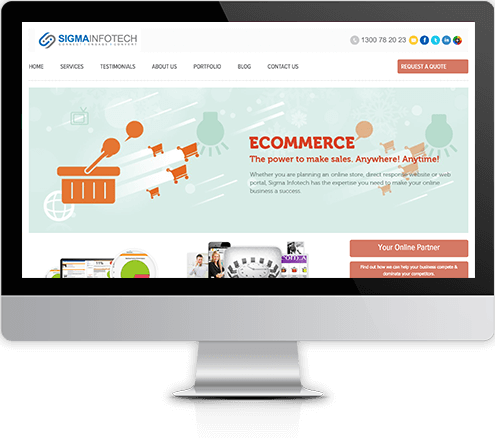 SIGMAINFOTECH
CONNECT • ENGAGE • CONVERT
1300 78 20 23
HOME SERVICES TESTIMONIALS ABOUT US PORTFOLIO BLOG CONTACT US REQUEST A QUOTE
ECOMMERCE
The power to make sales. Anywhere! Anytime!
Whether you are planning an online store, direct response website or web
portal, Sigma Infotech has the expertise you need to make your online
business a success.
Your Online Partner
Find out how we can help your business compete &
dominate your competitors.